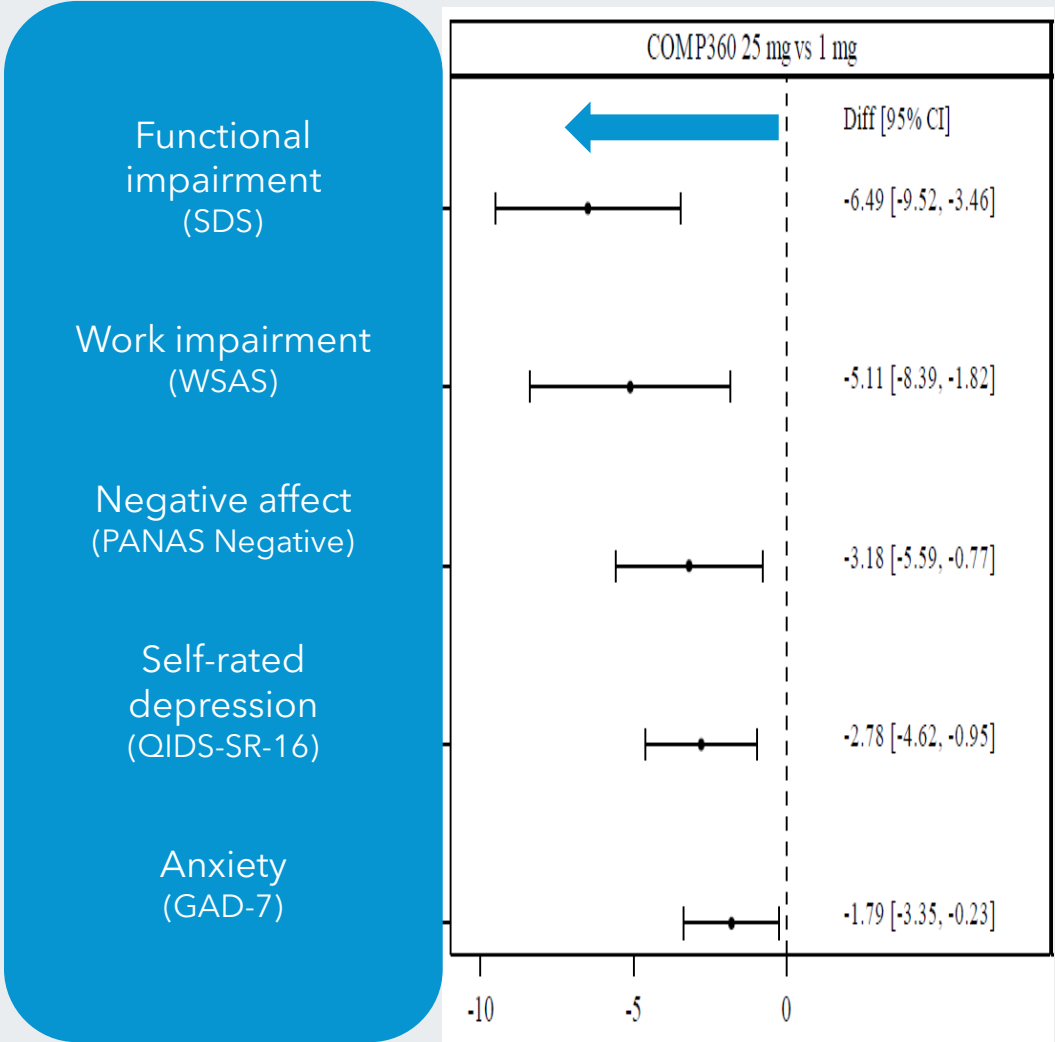 COMP360 25 mg vs 1 mg
Diff [95% CI]
Functional
impairment
(SDS)
-6.49 [-9.52, -3.46]
Work impairment
(WSAS)
-5.11 [-8.39, -1.82]
Negative affect
(PANAS Negative)
-3.18 [-5.59, -0.77]
Self-rated
depression
(QIDS-SR-16)
-2.78 [-4.62, -0.95]
Anxiety
(GAD-7)
-1.79 [-3.35, -0.23]
-10 -5 0